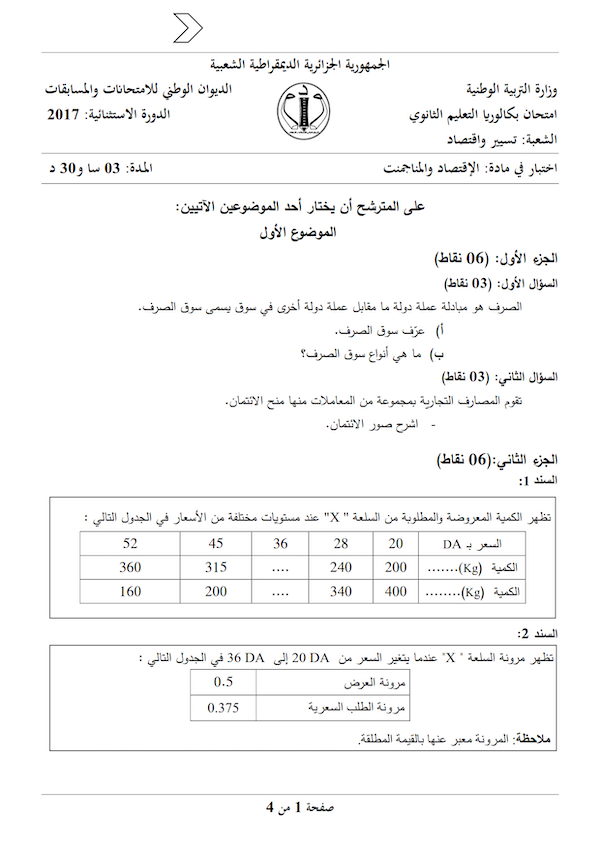 الجمهورية الجزائرية الديمقراطية الشعبية
وزارة التربية الوطنية
الديوان الوطني للامتحانات والمسابقات
امتحان بكالوريا التعليم الثانوي
الدورة الاستثنائية: 2017
الشعبة: تسيير واقتصاد
اختبار في مادة: الإقتصاد والمناجمنت
المدة: 03 سا و30 د
على المترشح أن يختار أحد الموضوعين الآتيين:
الموضوع الأول
الجزء الأول: (06 نقاط)
السؤال الأول: (03 نقاط)
الصرف هو مبادلة عملة دولة ما مقابل عملة دولة أخرى في سوق يسمى سوق الصرف.
أ) عرّف سوق الصرف.
ب) ما هي أنواع سوق الصرف؟
السؤال الثاني: (03 نقاط)
تقوم المصارف التجارية بمجموعة من المعاملات منها منح الائتمان.
- اشرح صور الائتمان.
الجزء الثاني:(06 نقاط)
السند 1:
تظهر الكمية المعروضة والمطلوبة من السلعة " X" عند مستويات مختلفة من الأسعار في الجدول التالي :
السعر بـ DA 20 28 36 45 52
الكمية (Kg)....... 200 240 .... 315 360
الكمية (Kg)........ 400 340 .... 200 160
السند 2:
تظهر مرونة السلعة " X" عندما يتغير السعر من 20 DA إلى 36 DA في الجدول التالي :
مرونة العرض 0.5
مرونة الطلب السعرية 0.375
ملاحظة: المرونة معبر عنها بالقيمة المطلقة.
صفحة 1 من 4